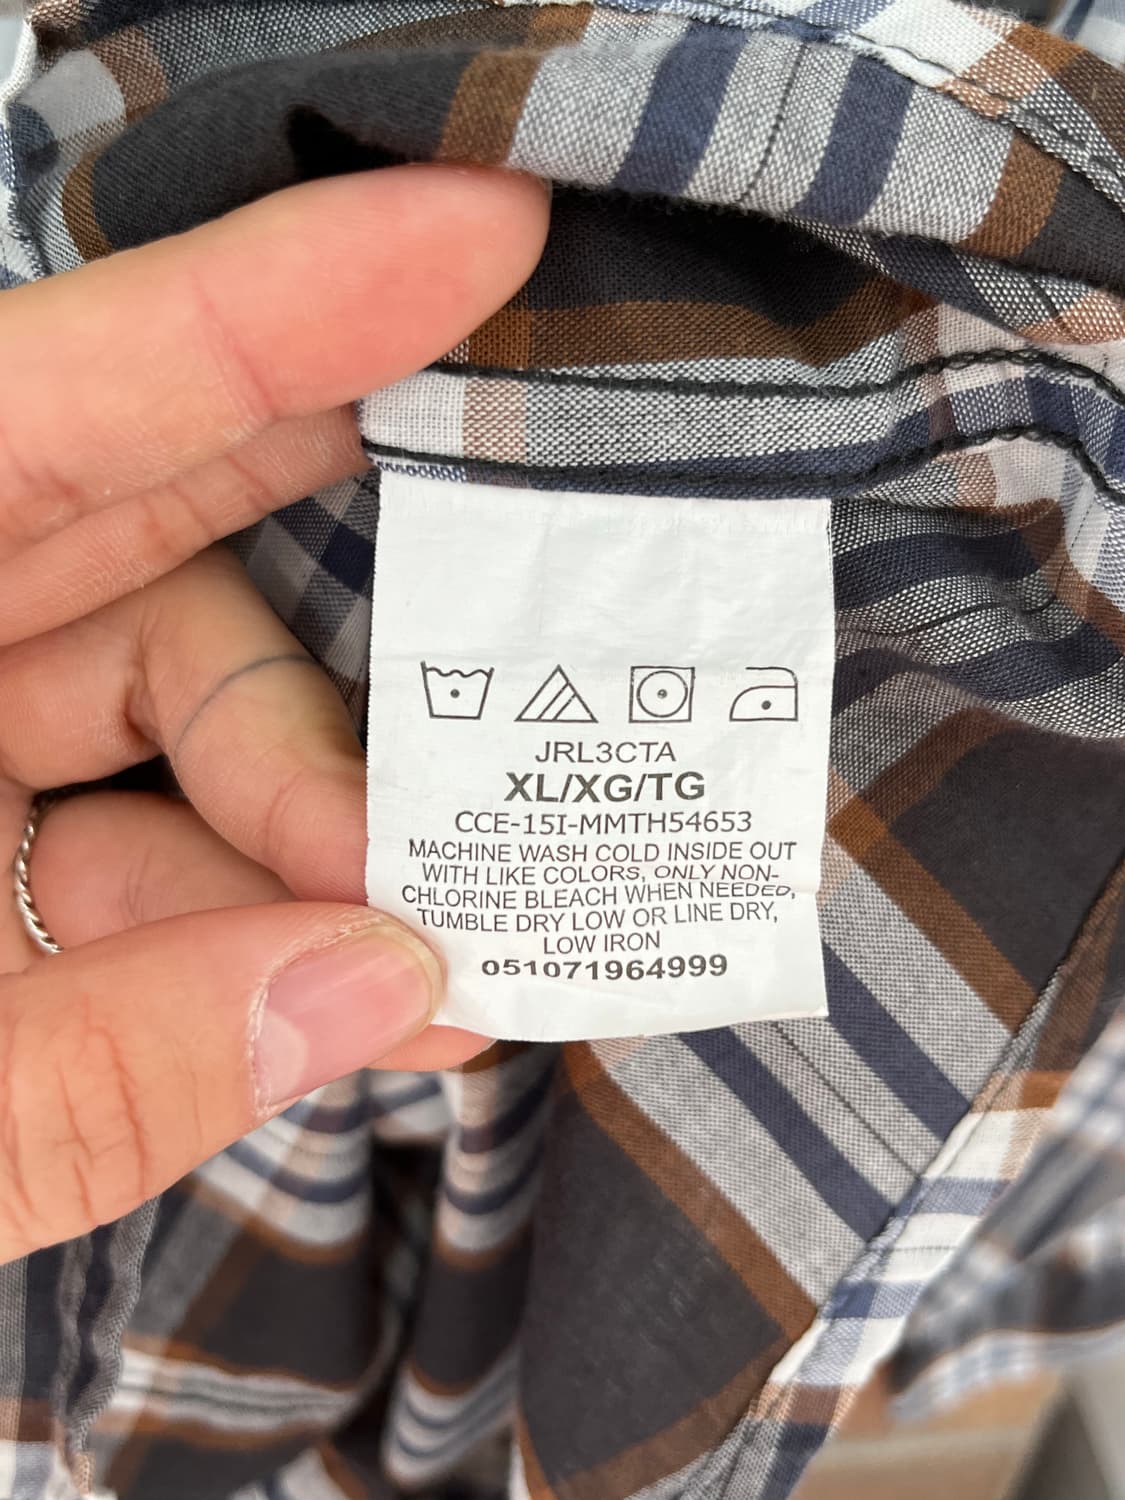 JRL3CTA
XL/XG/TG
CCE-15I-MMTH54653
MACHINE WASH COLD INSIDE OUT
WITH LIKE COLORS, ONLY NON-
CHLORINE BLEACH WHEN NEEDED,
TUMBLE DRY LOW OR LINE DRY,
LOW IRON
051071964999